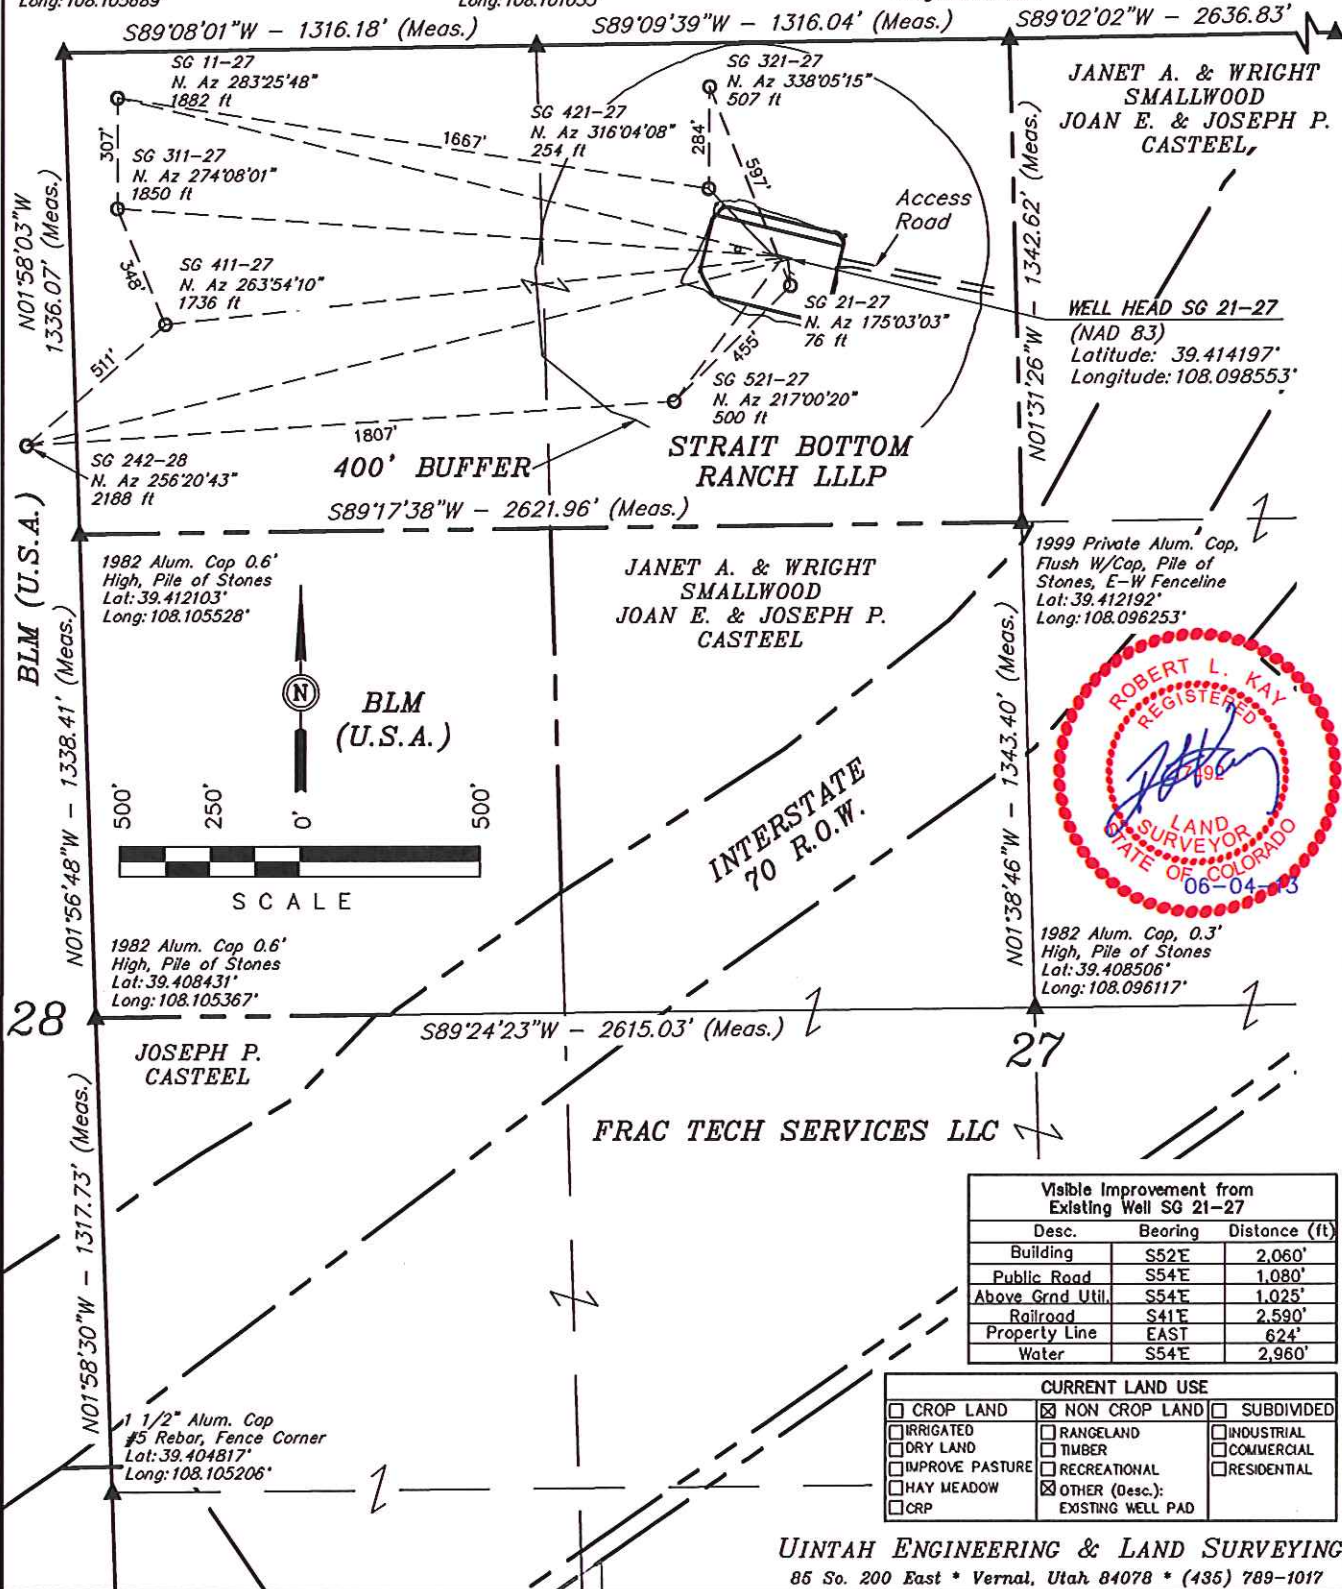 Long: 108.101053
S89°08'01"W – 1316.18' (Meas.)
S89°09'39"W – 1316.04' (Meas.)
S89°02'02"W – 2636.83'
SG 11-27
N. Az 283°25'48"
1882 ft
SG 321-27
N. Az 338°05'15"
507 ft
JANET A. & WRIGHT
SMALLWOOD
JOAN E. & JOSEPH P.
CASTEEL
SG 421-27
N. Az 316°04'08"
254 ft
1667'
284'
597'
307'
SG 311-27
N. Az 274°08'01"
1850 ft
Access
Road
N01°58'03"W
1336.07' (Meas.)
N01°31'26"W – 1342.62' (Meas.)
348'
SG 411-27
N. Az 263°54'10"
1736 ft
SG 21-27
N. Az 175°03'03"
76 ft
WELL HEAD SG 21-27
(NAD 83)
Latitude: 39.414197°
Longitude: 108.098553°
511'
455'
SG 521-27
N. Az 217°00'20"
500 ft
1807'
SG 242-28
N. Az 256°20'43"
2188 ft
400' BUFFER
STRAIT BOTTOM
RANCH LLLP
S89°17'38"W – 2621.96' (Meas.)
BLM (U.S.A.)
1982 Alum. Cap 0.6'
High, Pile of Stones
Lat: 39.412103°
Long: 108.105528°
JANET A. & WRIGHT
SMALLWOOD
JOAN E. & JOSEPH P.
CASTEEL
1999 Private Alum. Cap,
Flush W/Cap, Pile of
Stones, E-W Fenceline
Lat: 39.412192°
Long: 108.096253°
N01°56'48"W – 1338.41' (Meas.)
N
BLM
(U.S.A.)
N01°38'46"W – 1343.40' (Meas.)
ROBERT L. KAY
REGISTERED
LAND
SURVEYOR
STATE OF COLORADO
06-04-13
500'
250'
0'
500'
SCALE
INTERSTATE
70 R.O.W.
1982 Alum. Cap 0.6'
High, Pile of Stones
Lat: 39.408431°
Long: 108.105367°
1982 Alum. Cap, 0.3'
High, Pile of Stones
Lat: 39.408506°
Long: 108.096117°
28
S89°24'23"W – 2615.03' (Meas.)
27
JOSEPH P.
CASTEEL
FRAC TECH SERVICES LLC
N01°58'30"W – 1317.73' (Meas.)
Visible Improvement from
Existing Well SG 21-27
Desc. Bearing Distance (ft)
Building S52°E 2,060'
Public Road S54°E 1,080'
Above Grnd Util. S54°E 1,025'
Railroad S41°E 2,590'
Property Line EAST 624'
Water S54°E 2,960'
1 1/2" Alum. Cap
#5 Rebar, Fence Corner
Lat: 39.404817°
Long: 108.105206°
CURRENT LAND USE
☐ CROP LAND ☒ NON CROP LAND ☐ SUBDIVIDED
☐ IRRIGATED ☐ RANGELAND ☐ INDUSTRIAL
☐ DRY LAND ☐ TIMBER ☐ COMMERCIAL
☐ IMPROVE PASTURE ☐ RECREATIONAL ☐ RESIDENTIAL
☐ HAY MEADOW ☒ OTHER (Desc.):
☐ CRP EXISTING WELL PAD
UINTAH ENGINEERING & LAND SURVEYING
85 So. 200 East * Vernal, Utah 84078 * (435) 789-1017